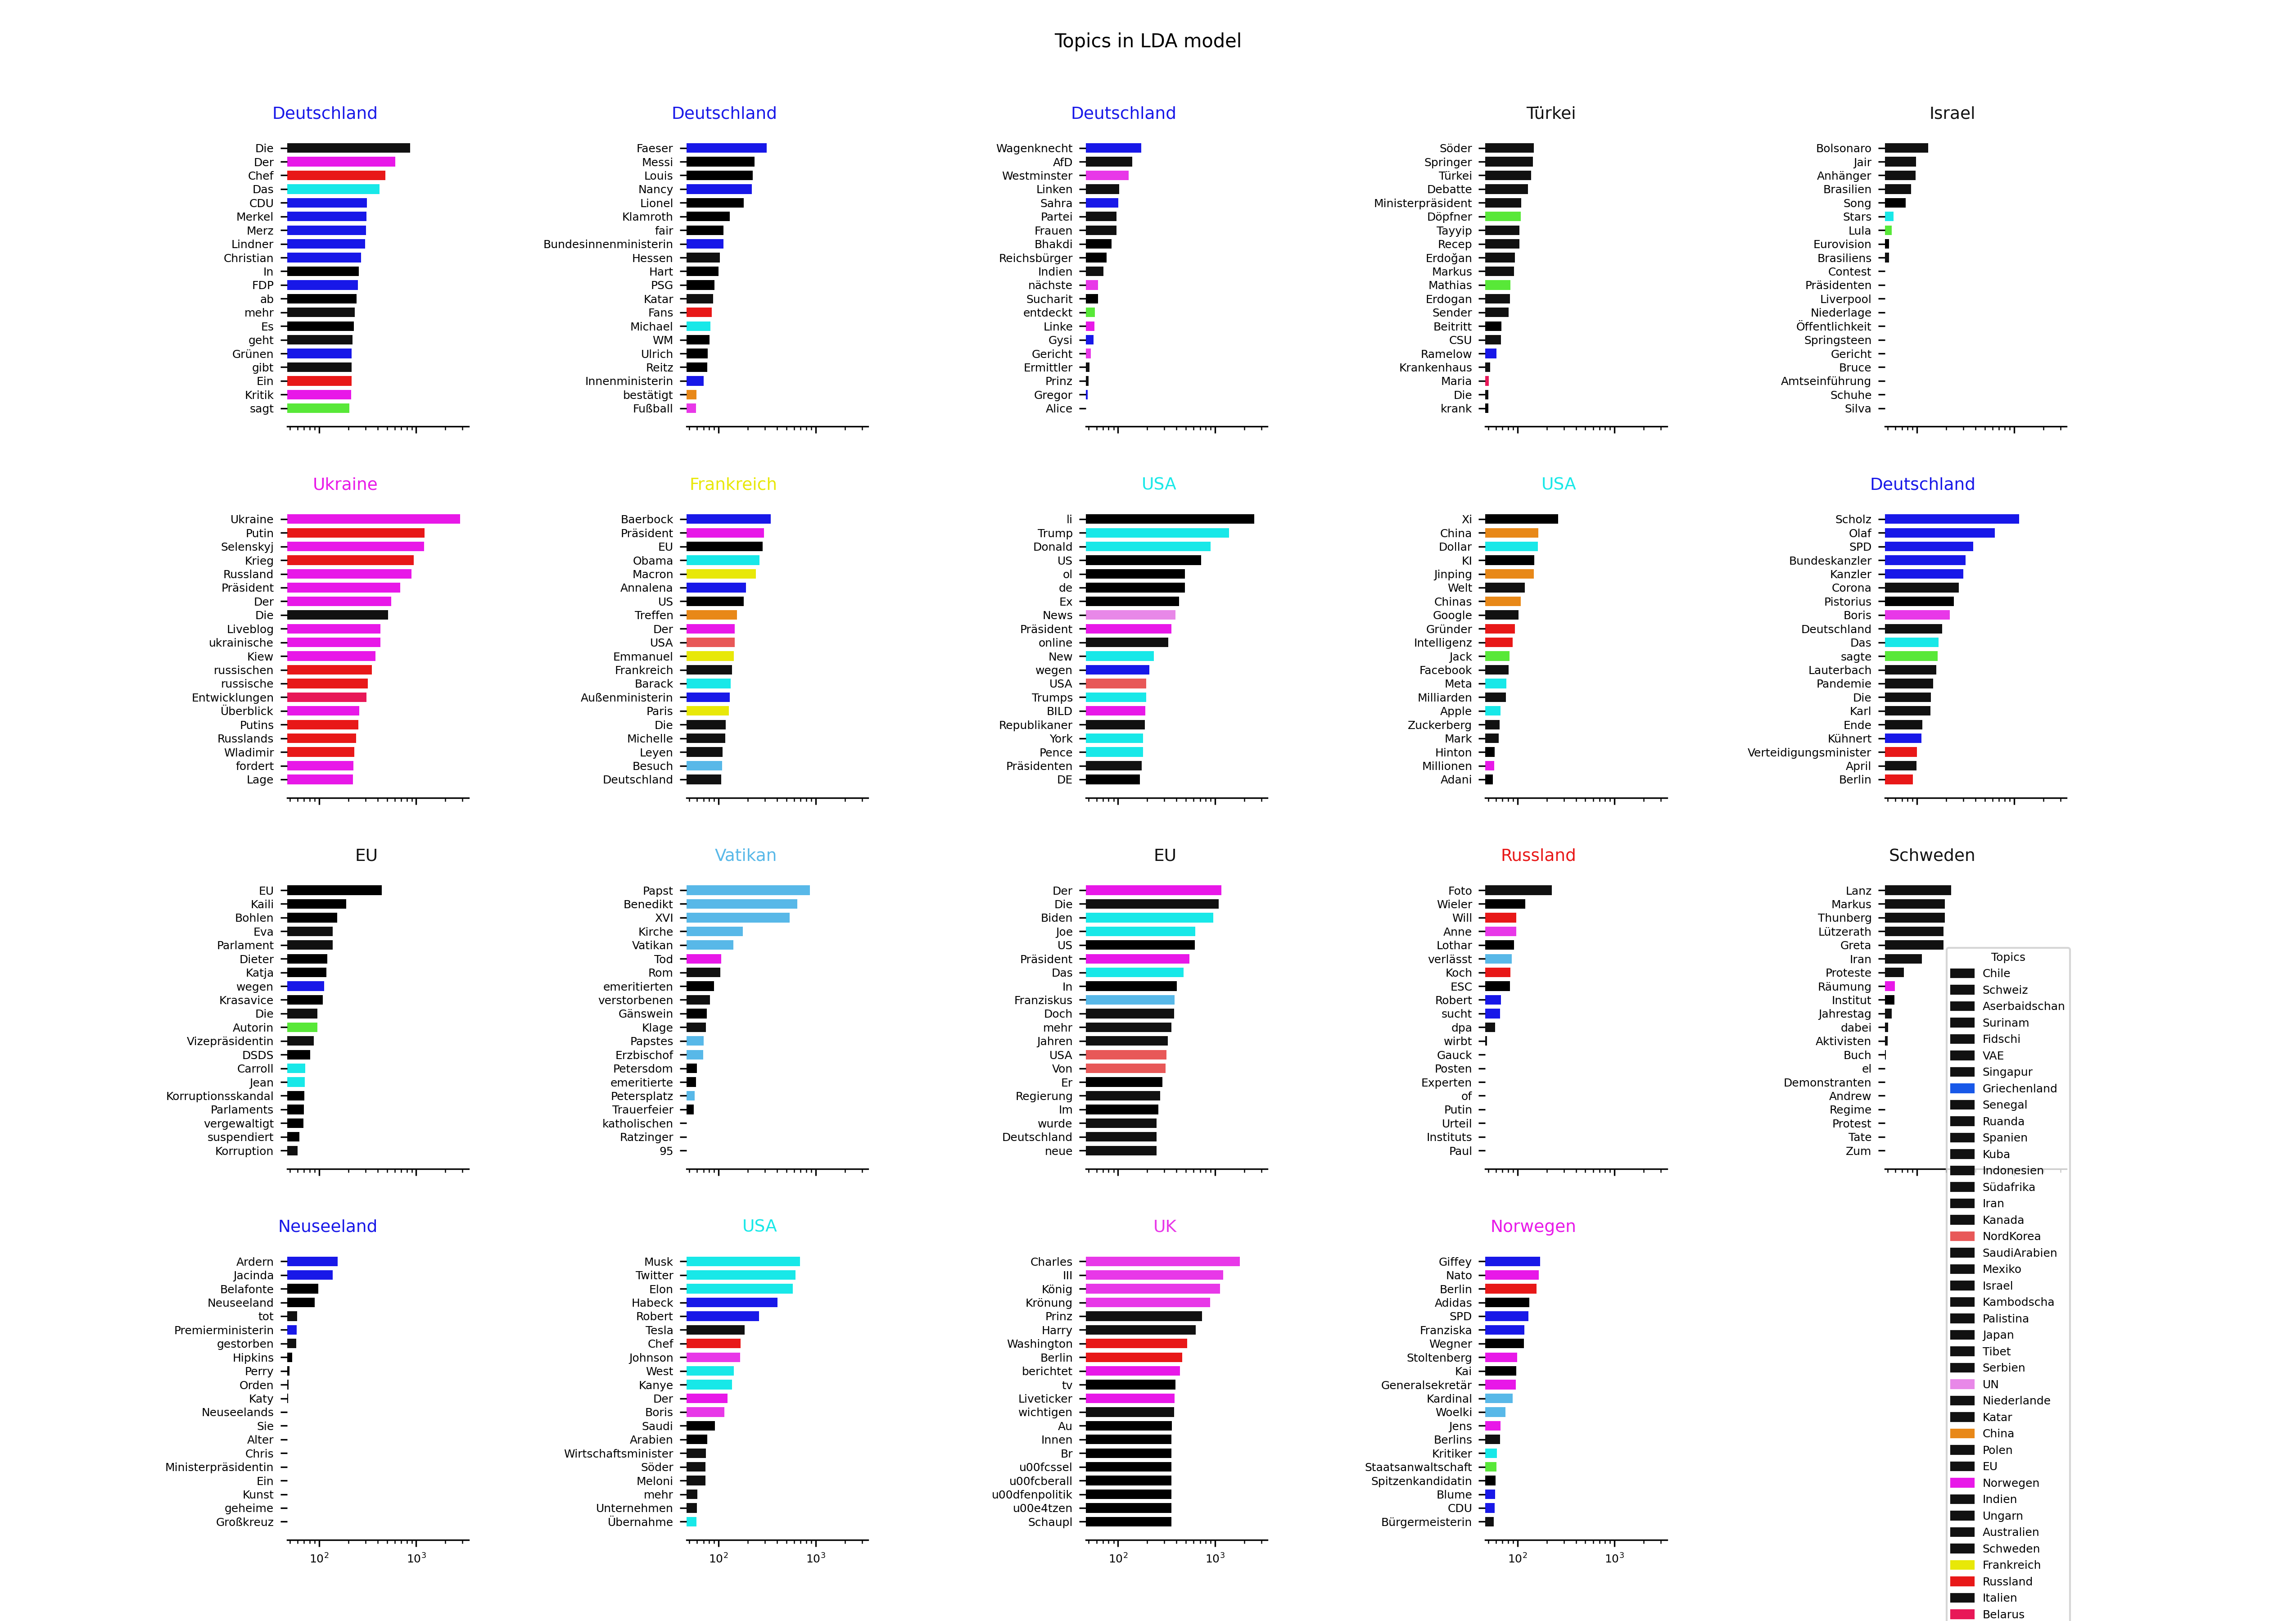 Topics in LDA model
Deutschland
Die
Der
Chef
Das
CDU
Merkel
Merz
Lindner
Christian
In
FDP
ab
mehr
Es
geht
Grünen
gibt
Ein
Kritik
sagt
Deutschland
Faeser
Messi
Louis
Nancy
Lionel
Klamroth
fair
Bundesinnenministerin
Hessen
Hart
PSG
Katar
Fans
Michael
WM
Ulrich
Reitz
Innenministerin
bestätigt
Fußball
Deutschland
Wagenknecht
AfD
Westminster
Linken
Sahra
Partei
Frauen
Bhakdi
Reichsbürger
Indien
nächste
Sucharit
entdeckt
Linke
Gysi
Gericht
Ermittler
Prinz
Gregor
Alice
Türkei
Söder
Springer
Türkei
Debatte
Ministerpräsident
Döpfner
Tayyip
Recep
Erdoğan
Markus
Mathias
Erdogan
Sender
Beitritt
CSU
Ramelow
Krankenhaus
Maria
Die
krank
Israel
Bolsonaro
Jair
Anhänger
Brasilien
Song
Stars
Lula
Eurovision
Brasiliens
Contest
Präsidenten
Liverpool
Niederlage
Öffentlichkeit
Springsteen
Gericht
Bruce
Amtseinführung
Schuhe
Silva
Ukraine
Ukraine
Putin
Selenskyj
Krieg
Russland
Präsident
Der
Die
Liveblog
ukrainische
Kiew
russischen
russische
Entwicklungen
Überblick
Putins
Russlands
Wladimir
fordert
Lage
Frankreich
Baerbock
Präsident
EU
Obama
Macron
Annalena
US
Treffen
Der
USA
Emmanuel
Frankreich
Barack
Außenministerin
Paris
Die
Michelle
Leyen
Besuch
Deutschland
USA
li
Trump
Donald
US
ol
de
Ex
News
Präsident
online
New
wegen
USA
Trumps
BILD
Republikaner
York
Pence
Präsidenten
DE
USA
Xi
China
Dollar
KI
Jinping
Welt
Chinas
Google
Gründer
Intelligenz
Jack
Facebook
Meta
Milliarden
Apple
Zuckerberg
Mark
Hinton
Millionen
Adani
Deutschland
Scholz
Olaf
SPD
Bundeskanzler
Kanzler
Corona
Pistorius
Boris
Deutschland
Das
sagte
Lauterbach
Pandemie
Die
Karl
Ende
Kühnert
Verteidigungsminister
April
Berlin
EU
EU
Kaili
Bohlen
Eva
Parlament
Dieter
Katja
wegen
Krasavice
Die
Autorin
Vizepräsidentin
DSDS
Carroll
Jean
Korruptionsskandal
Parlaments
vergewaltigt
suspendiert
Korruption
Vatikan
Papst
Benedikt
XVI
Kirche
Vatikan
Tod
Rom
emeritierten
verstorbenen
Gänswein
Klage
Papstes
Erzbischof
Petersdom
emeritierte
Petersplatz
Trauerfeier
katholischen
Ratzinger
95
EU
Der
Die
Biden
Joe
US
Präsident
Das
In
Franziskus
Doch
mehr
Jahren
USA
Von
Er
Regierung
Im
wurde
Deutschland
neue
Russland
Foto
Wieler
Will
Anne
Lothar
verlässt
Koch
ESC
Robert
sucht
dpa
wirbt
Gauck
Posten
Experten
of
Putin
Urteil
Instituts
Paul
Schweden
Lanz
Markus
Thunberg
Lützerath
Greta
Iran
Proteste
Räumung
Institut
Jahrestag
dabei
Aktivisten
Buch
el
Demonstranten
Andrew
Regime
Protest
Tate
Zum
Neuseeland
Ardern
Jacinda
Belafonte
Neuseeland
tot
Premierministerin
gestorben
Hipkins
Perry
Orden
Katy
Neuseelands
Sie
Alter
Chris
Ministerpräsidentin
Ein
Kunst
geheime
Großkreuz
10²
10³
USA
Musk
Twitter
Elon
Habeck
Robert
Tesla
Chef
Johnson
West
Kanye
Der
Boris
Saudi
Arabien
Wirtschaftsminister
Söder
Meloni
mehr
Unternehmen
Übernahme
10²
10³
UK
Charles
III
König
Krönung
Prinz
Harry
Washington
Berlin
berichtet
tv
Liveticker
wichtigen
Au
Innen
Br
u00fcssel
u00fcberall
u00dfenpolitik
u00e4tzen
Schaupl
10²
10³
Norwegen
Giffey
Nato
Berlin
Adidas
SPD
Franziska
Wegner
Stoltenberg
Kai
Generalsekretär
Kardinal
Woelki
Jens
Berlins
Kritiker
Staatsanwaltschaft
Spitzenkandidatin
Blume
CDU
Bürgermeisterin
10²
10³
Topics
Chile
Schweiz
Aserbaidschan
Surinam
Fidschi
VAE
Singapur
Griechenland
Senegal
Ruanda
Spanien
Kuba
Indonesien
Südafrika
Iran
Kanada
NordKorea
SaudiArabien
Mexiko
Israel
Kambodscha
Palistina
Japan
Tibet
Serbien
UN
Niederlande
Katar
China
Polen
EU
Norwegen
Indien
Ungarn
Australien
Schweden
Frankreich
Russland
Italien
Belarus